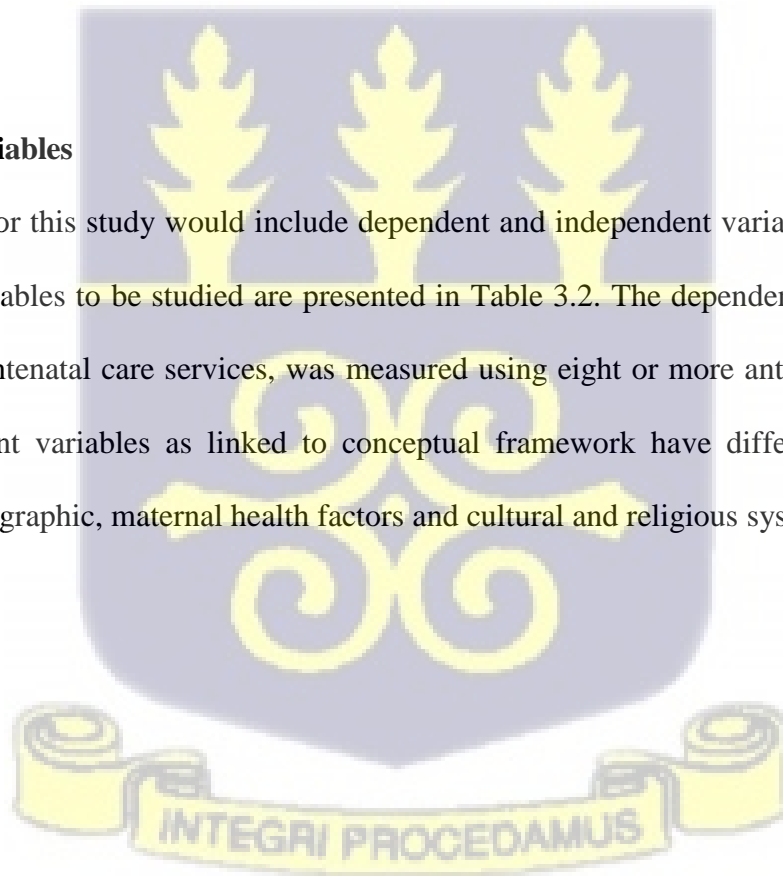 iables
or this study would include dependent and independent varia
ables to be studied are presented in Table 3.2. The depende
ntenatal care services, was measured using eight or more ant
nt variables as linked to conceptual framework have diffe
graphic, maternal health factors and cultural and religious sys
INTEGRI PROCEDAMUS